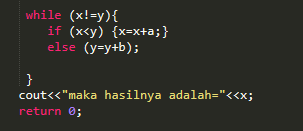 while (x!=y){
if (x<y) {x=x+a;}
else (y=y+b);
}
cout<<"maka hasilnya adalah="<<x;
return 0;